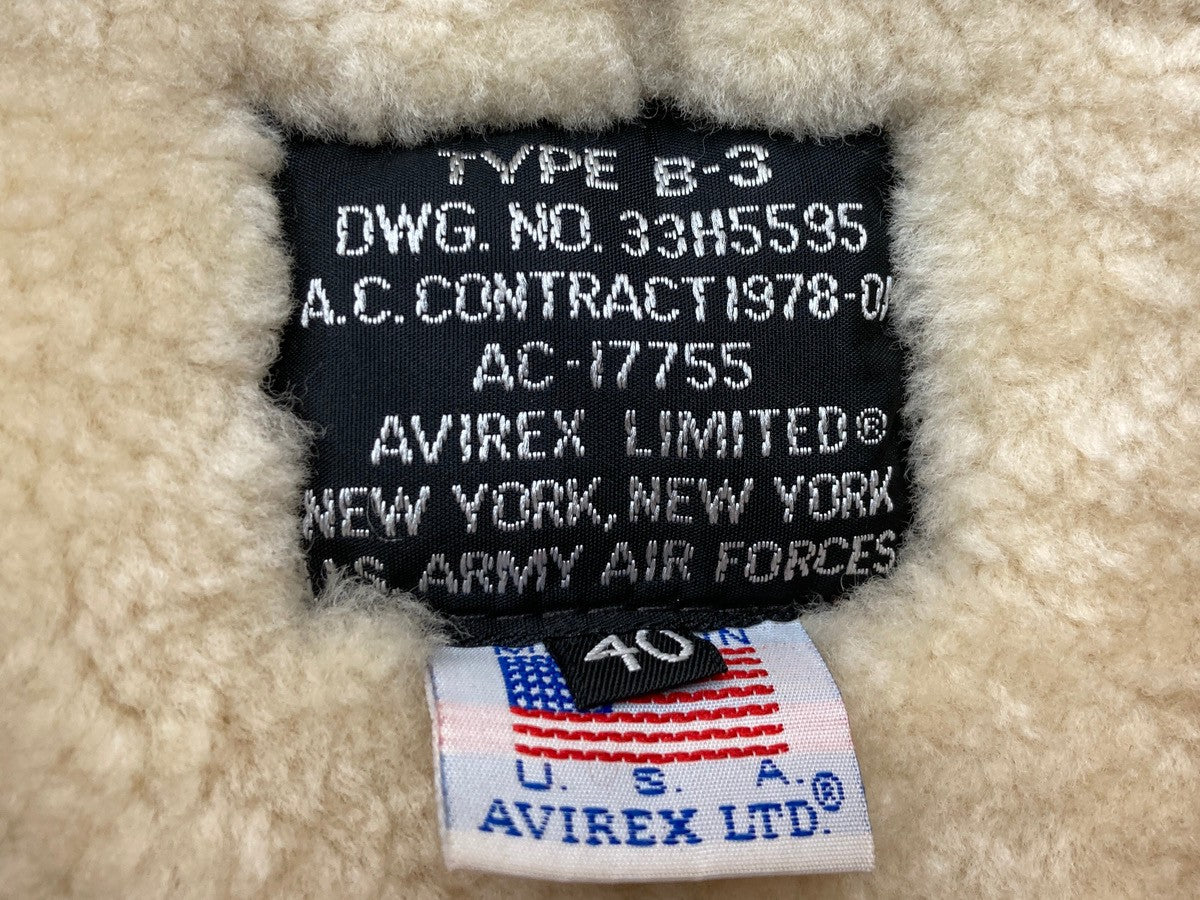 TYPE B-3
DWG. NO. 33H5595
A.C. CONTRACT 1978-01
AC-17755
AVIREX LIMITED®
NEW YORK, NEW YORK
U.S. ARMY AIR FORCES
40
U. S. A.
AVIREX LTD.®